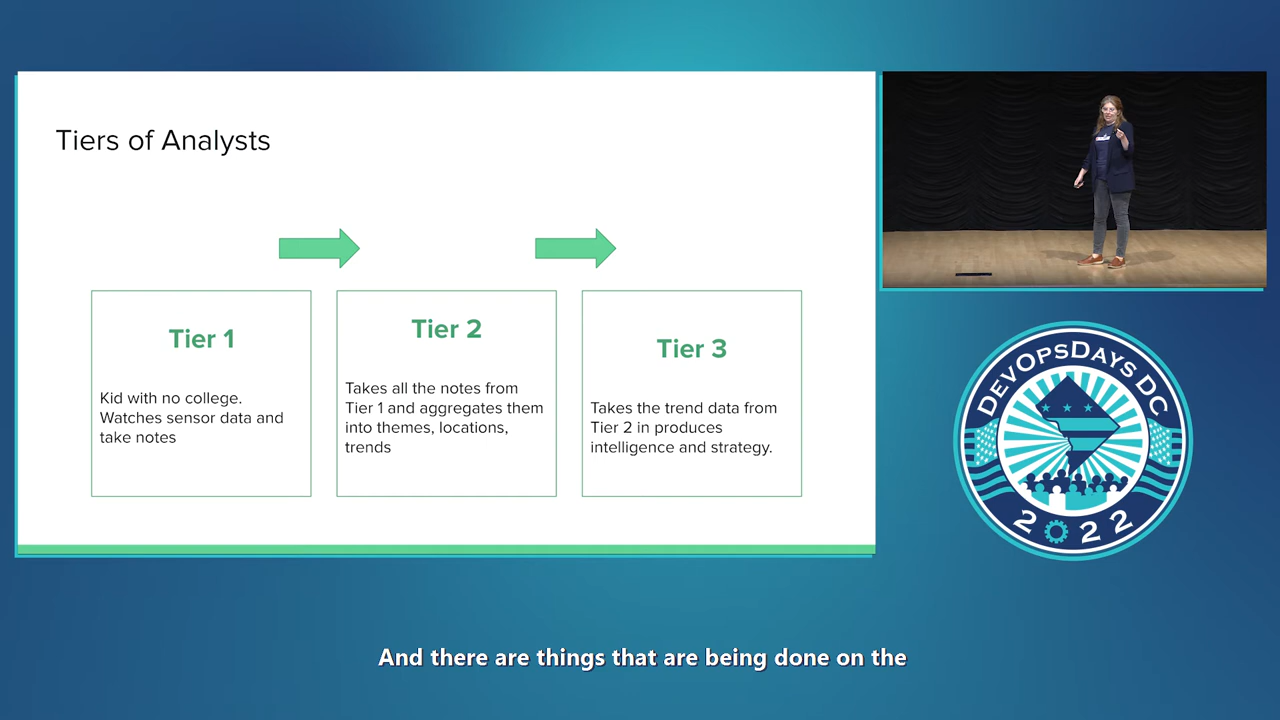 Tiers of Analysts
Tier 1
Kid with no college.
Watches sensor data and
take notes
Tier 2
Takes all the notes from
Tier 1 and aggregates them
into themes, locations,
trends
Tier 3
Takes the trend data from
Tier 2 in produces
intelligence and strategy.
DEVOPSDAYS DC
2022
And there are things that are being done on the